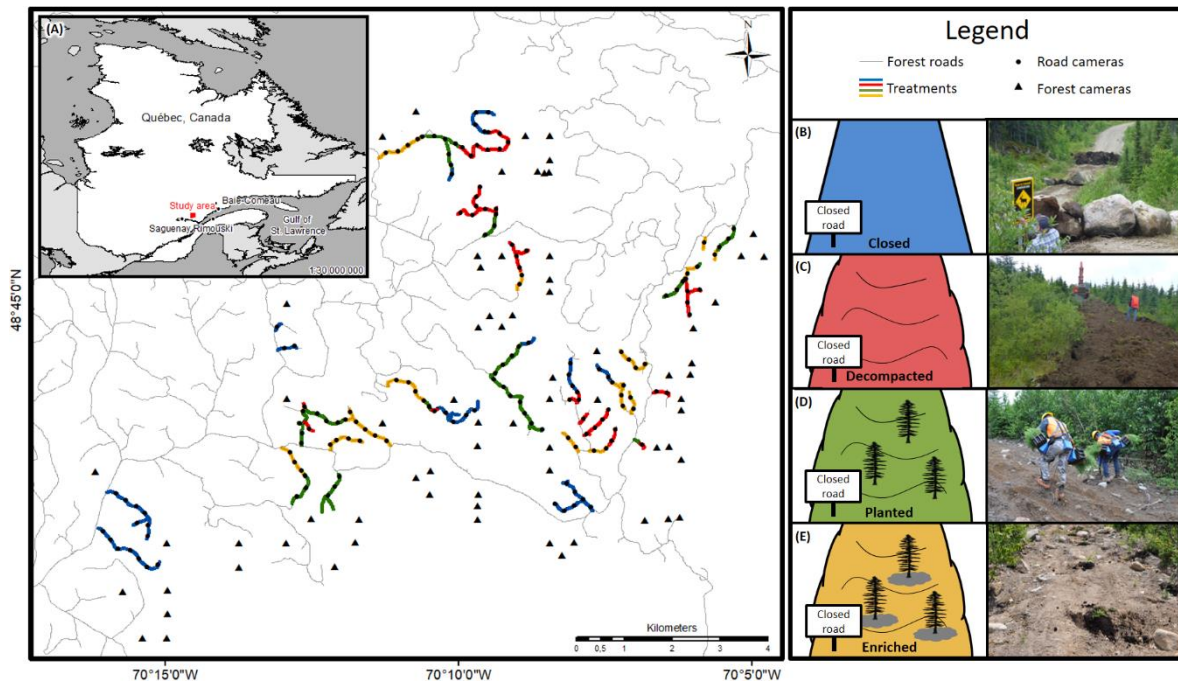 (A)
Québec, Canada
Study area
Baie-Comeau
Saguenay Rimouski
Gulf of
St. Lawrence
1:30 000 000
48°45'0"N
Kilometers
0 0,5 1 2 3 4
70°15'0"W
70°10'0"W
70°5'0"W
Legend
Forest roads
Road cameras
Treatments
Forest cameras
(B)
Closed
road
Closed
(C)
Closed
road
Decompacted
(D)
Closed
road
Planted
(E)
Closed
road
Enriched